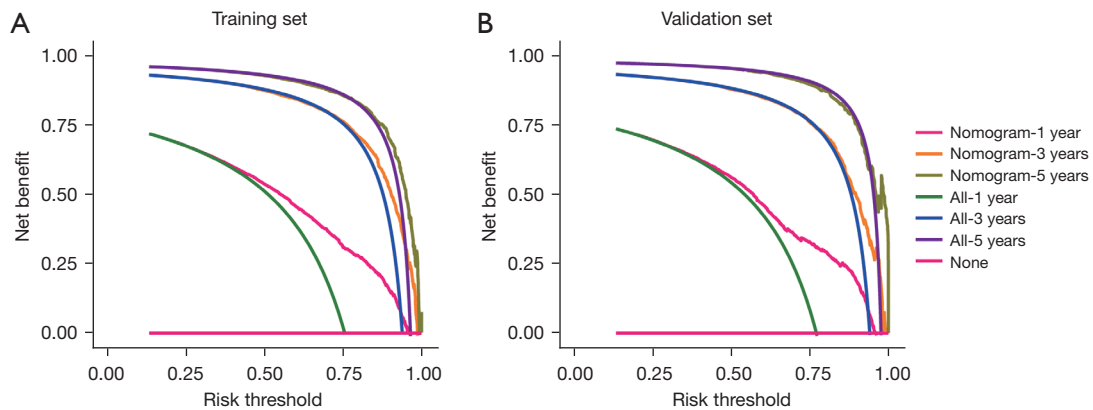 A
Training set
1.00
0.75
0.50
0.25
0.00
Net benefit
0.00 0.25 0.50 0.75 1.00
Risk threshold
B
Validation set
1.00
0.75
0.50
0.25
0.00
Net benefit
0.00 0.25 0.50 0.75 1.00
Risk threshold
Nomogram-1 year
Nomogram-3 years
Nomogram-5 years
All-1 year
All-3 years
All-5 years
None